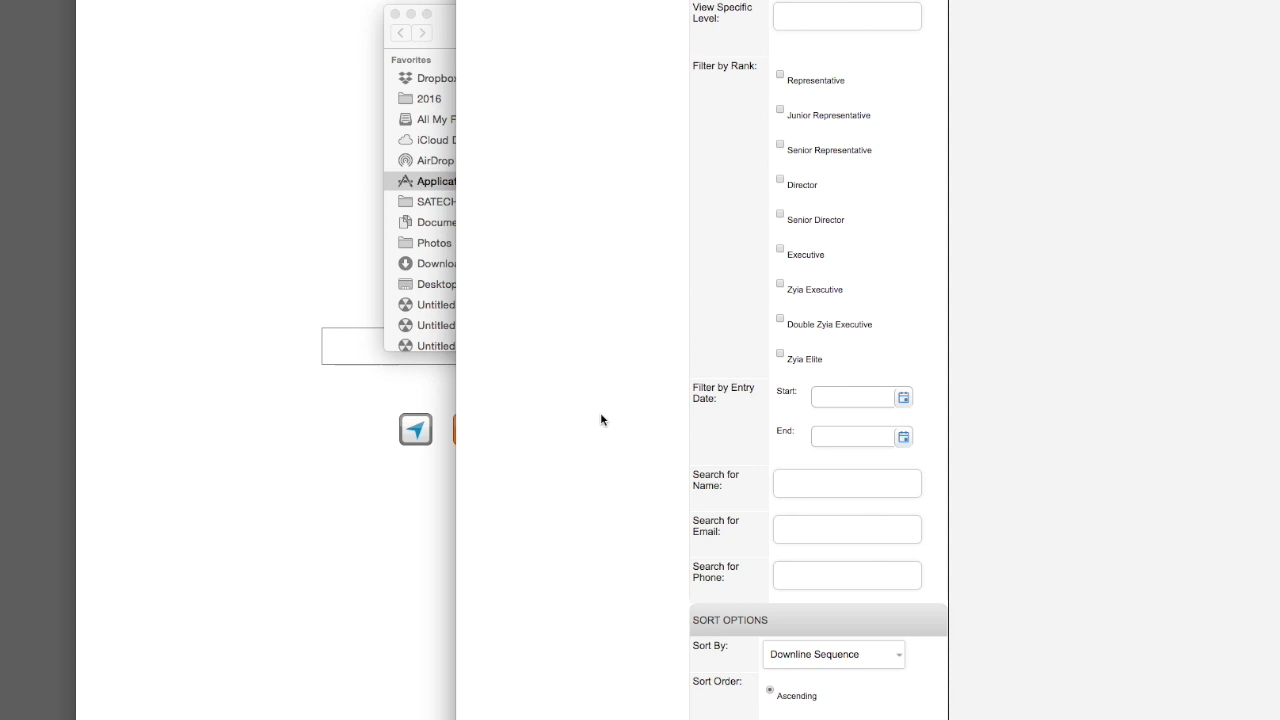 Favorites
Dropbox
2016
All My F
iCloud D
AirDrop
Applicat
SATECH
Docume
Photos
Downloa
Desktop
Untitled
Untitled
Untitled
View Specific
Level:
Filter by Rank:
Representative
Junior Representative
Senior Representative
Director
Senior Director
Executive
Zyia Executive
Double Zyia Executive
Zyia Elite
Filter by Entry
Date:
Start:
End:
Search for
Name:
Search for
Email:
Search for
Phone:
SORT OPTIONS
Sort By:
Downline Sequence
Sort Order:
Ascending